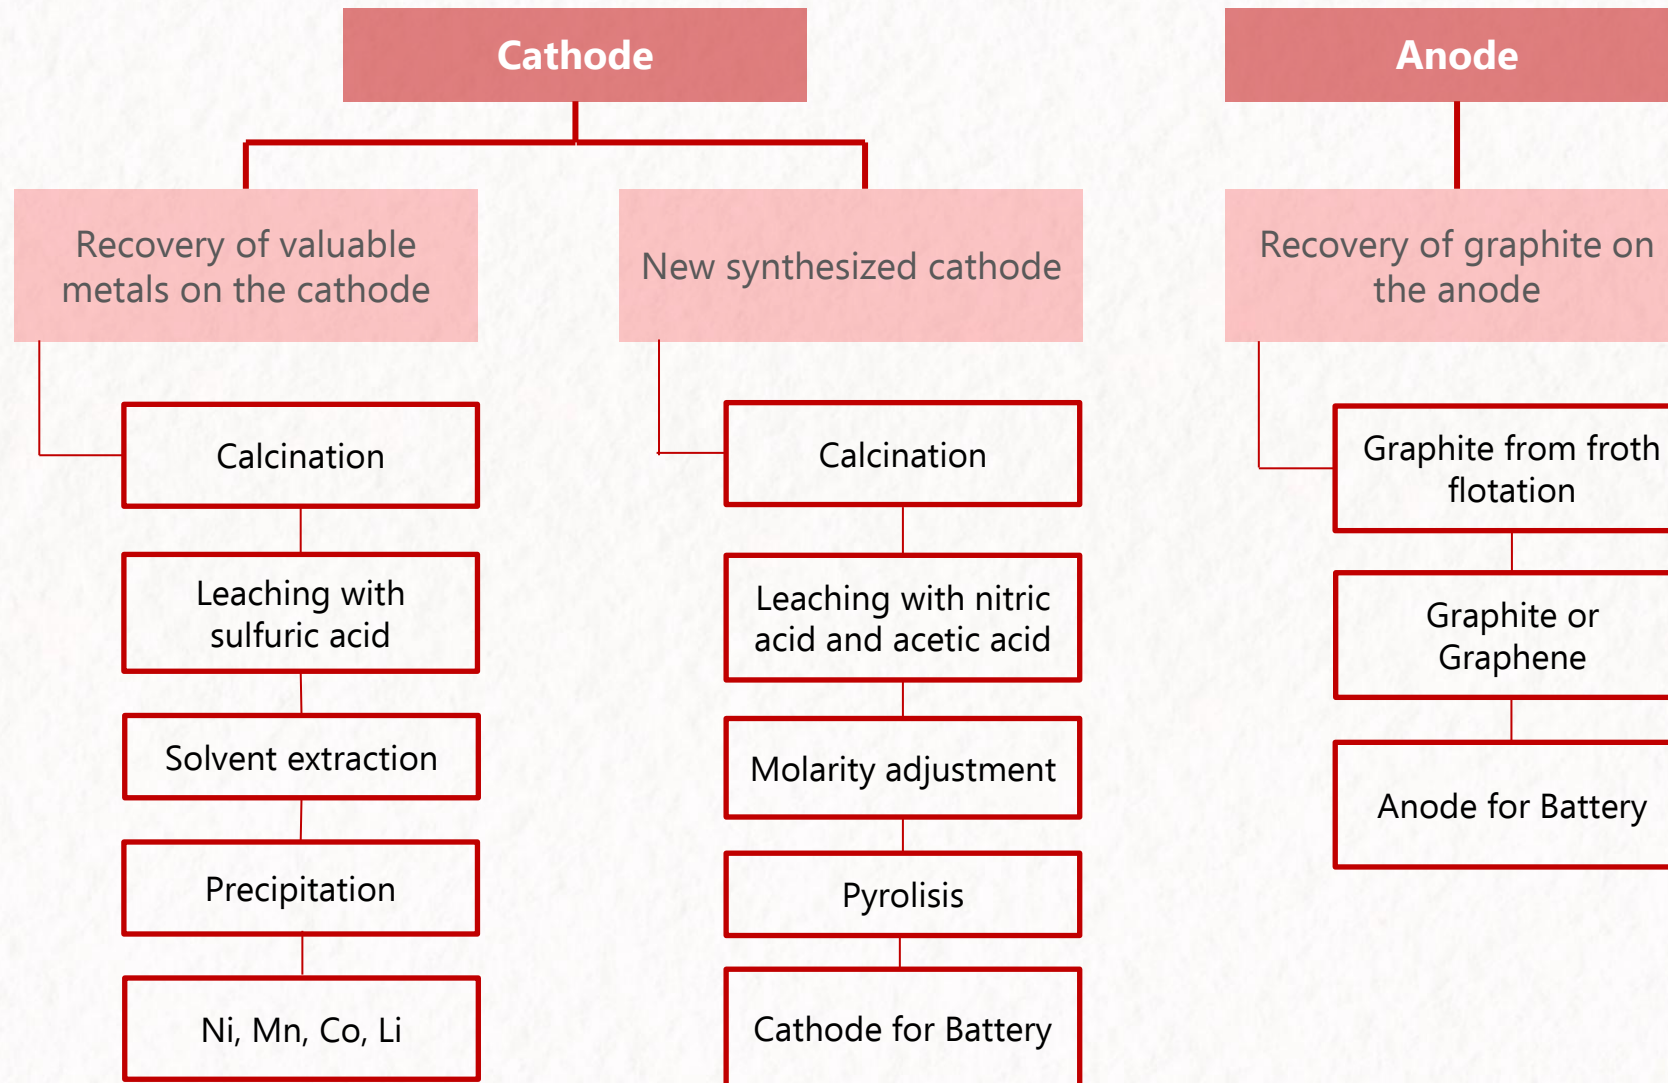 Cathode
Recovery of valuable
metals on the cathode
Calcination
Leaching with
sulfuric acid
Solvent extraction
Precipitation
Ni, Mn, Co, Li
New synthesized cathode
Calcination
Leaching with nitric
acid and acetic acid
Molarity adjustment
Pyrolisis
Cathode for Battery
Anode
Recovery of graphite on
the anode
Graphite from froth
flotation
Graphite or
Graphene
Anode for Battery